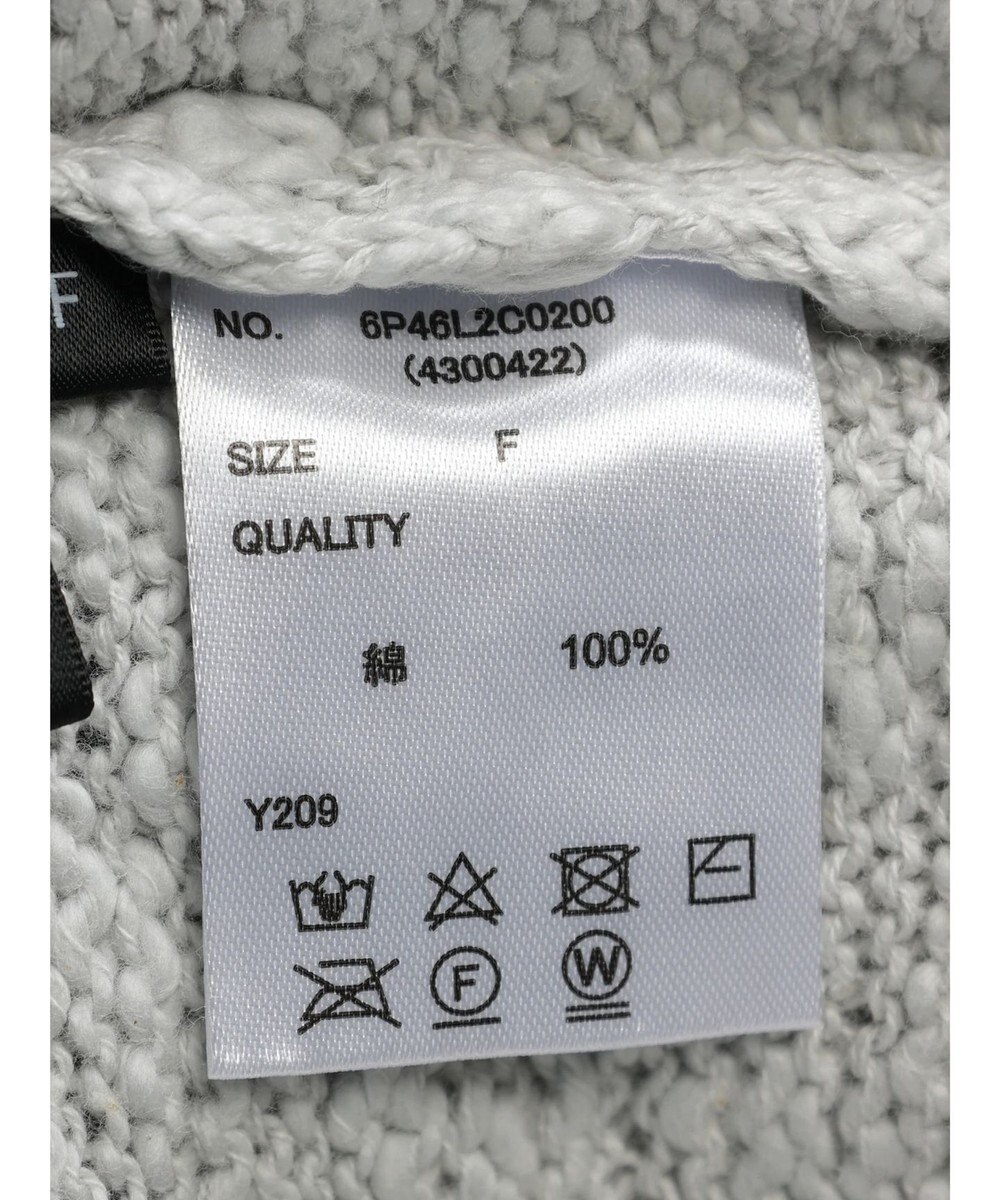 F
NO. 6P46L2C0200
(4300422)
SIZE F
QUALITY
綿 100%
Y209
F W